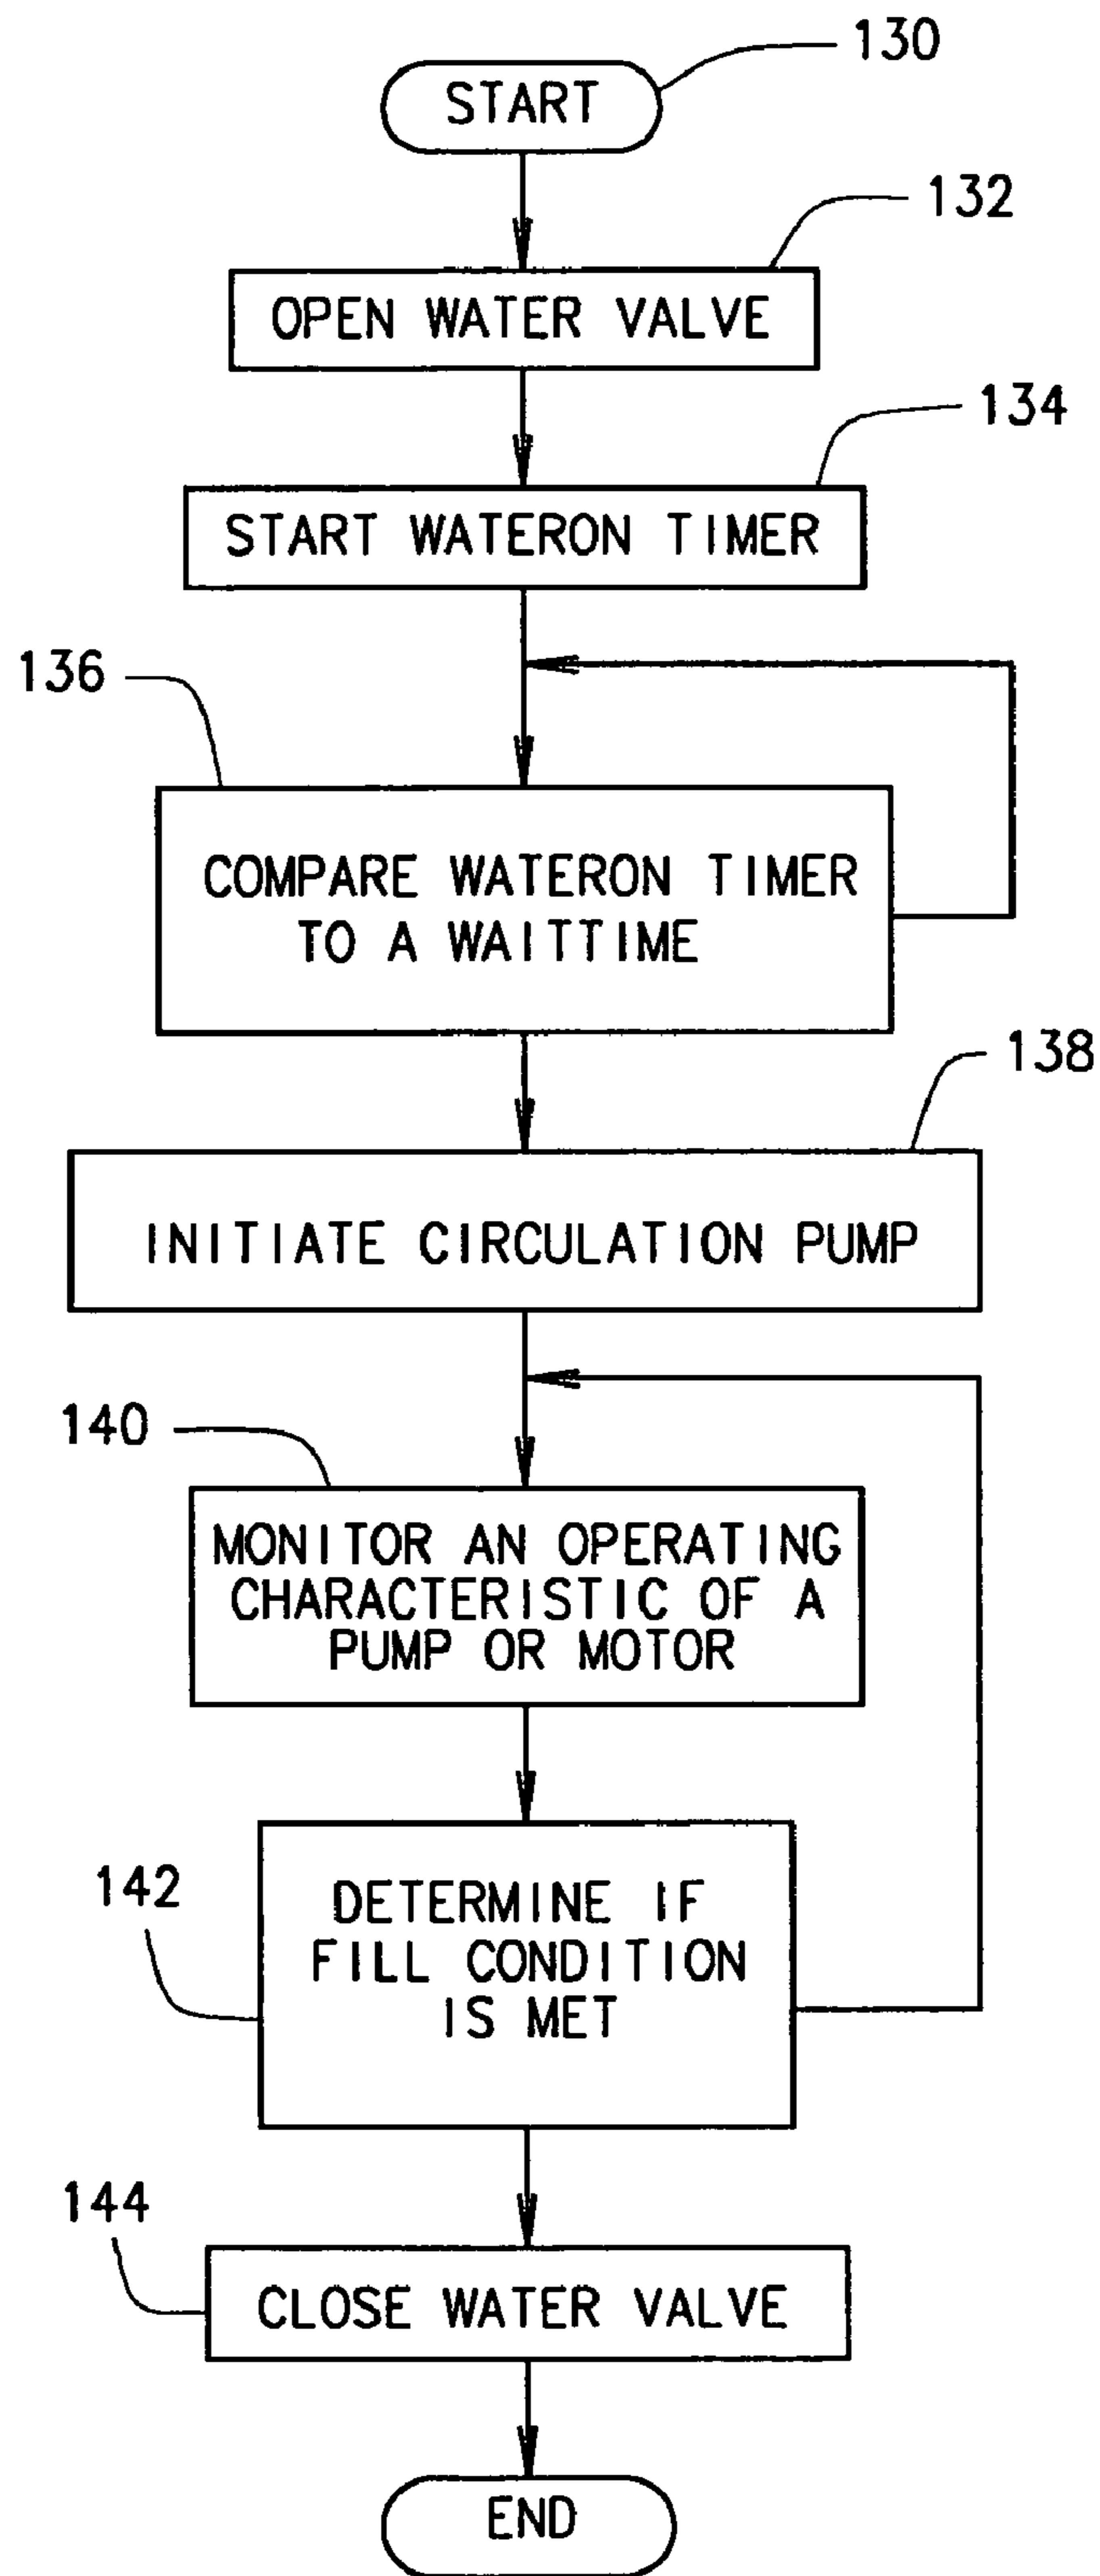 130
START
132
OPEN WATER VALVE
134
START WATERON TIMER
136
COMPARE WATERON TIMER
TO A WAITTIME
138
INITIATE CIRCULATION PUMP
140
MONITOR AN OPERATING
CHARACTERISTIC OF A
PUMP OR MOTOR
142
DETERMINE IF
FILL CONDITION
IS MET
144
CLOSE WATER VALVE
END